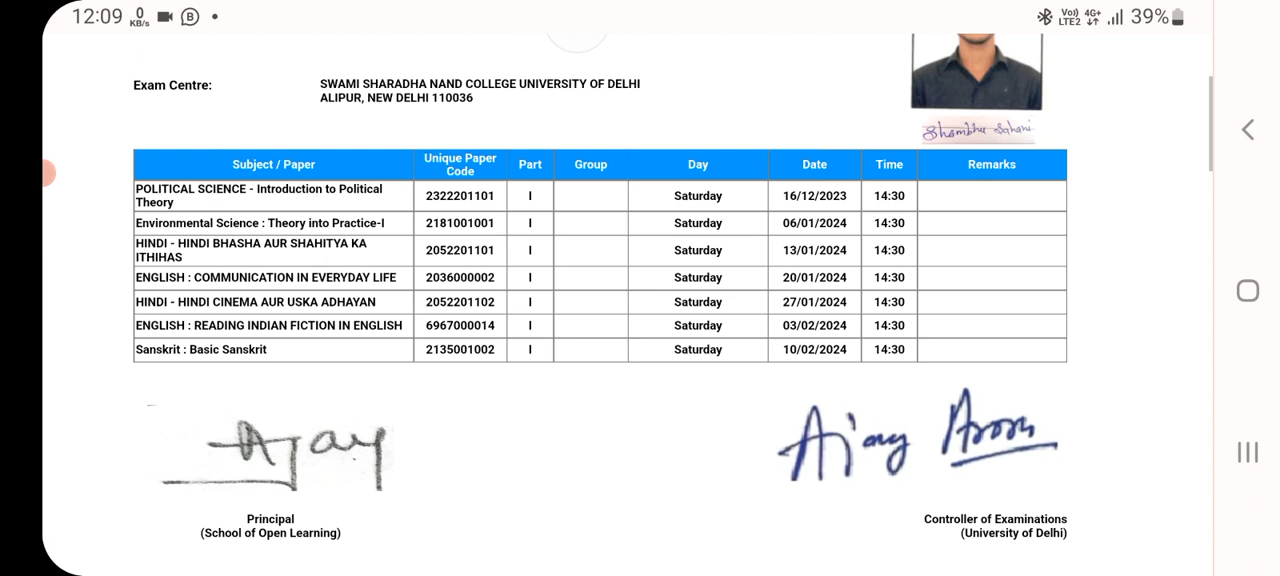 12:09 0 KB/s B Vo)) LTE2 4G+ 39%
Exam Centre: SWAMI SHARADHA NAND COLLEGE UNIVERSITY OF DELHI
ALIPUR, NEW DELHI 110036
Shambhu Sahani
Subject / Paper Unique Paper Code Part Group Day Date Time Remarks
POLITICAL SCIENCE - Introduction to Political
Theory 2322201101 I Saturday 16/12/2023 14:30
Environmental Science : Theory into Practice-I 2181001001 I Saturday 06/01/2024 14:30
HINDI - HINDI BHASHA AUR SHAHITYA KA
ITHIHAS 2052201101 I Saturday 13/01/2024 14:30
ENGLISH : COMMUNICATION IN EVERYDAY LIFE 2036000002 I Saturday 20/01/2024 14:30
HINDI - HINDI CINEMA AUR USKA ADHAYAN 2052201102 I Saturday 27/01/2024 14:30
ENGLISH : READING INDIAN FICTION IN ENGLISH 6967000014 I Saturday 03/02/2024 14:30
Sanskrit : Basic Sanskrit 2135001002 I Saturday 10/02/2024 14:30
Ajay Ajay Arora
Principal Controller of Examinations
(School of Open Learning) (University of Delhi)